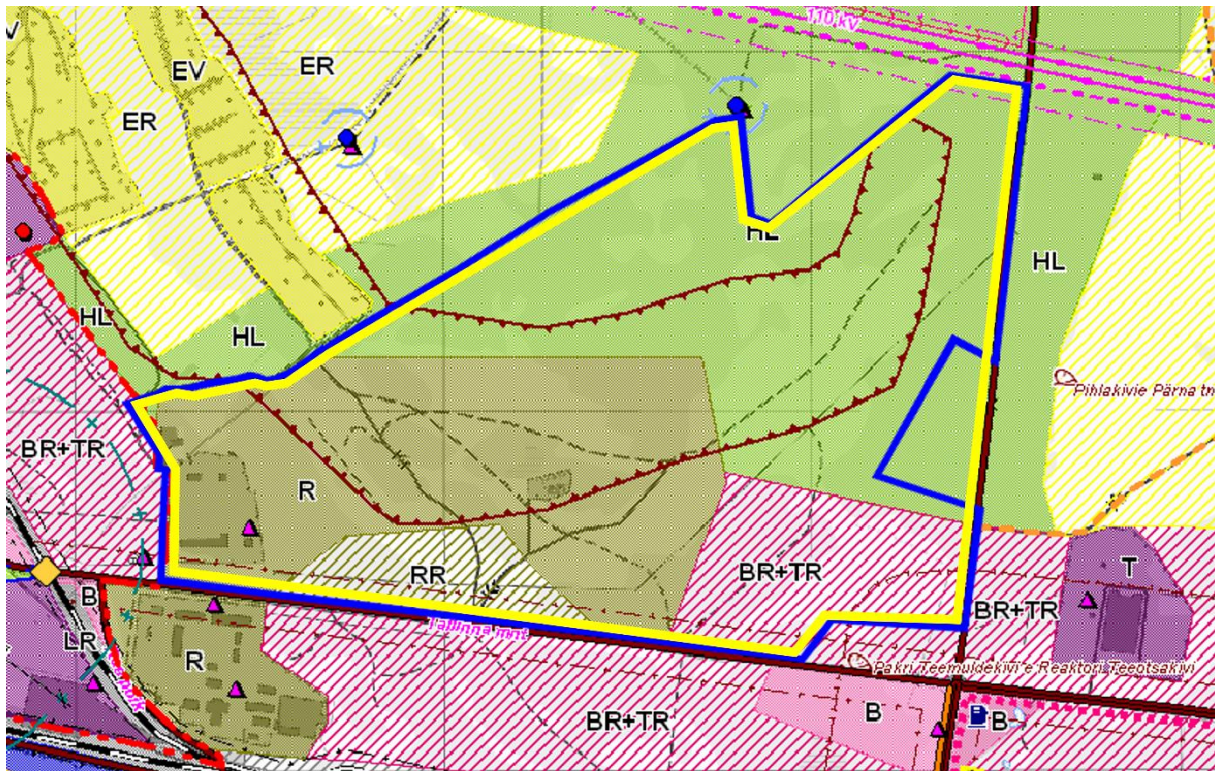 110 kv
ER
EV
ER
HL
HL
HL
HL
Pihlakivi e Pärna tn
BR+TR
R
RR
BR+TR
T
BR+TR
B
LR
Tallinna mnt
R
Pakri Teemuldekivi e Reaktori Teeotsakivi
BR+TR
B
B